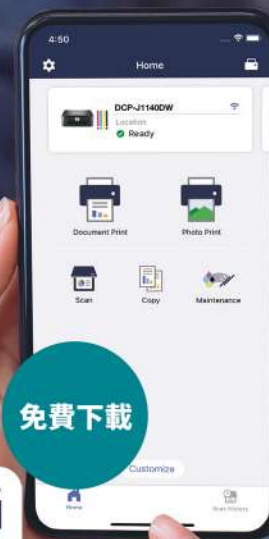 4:50
Home
DCP-J1140DW
Location
Ready
Document Print
Photo Print
Scan
Copy
Maintenance
免費下載
Customize
Home
Scan History